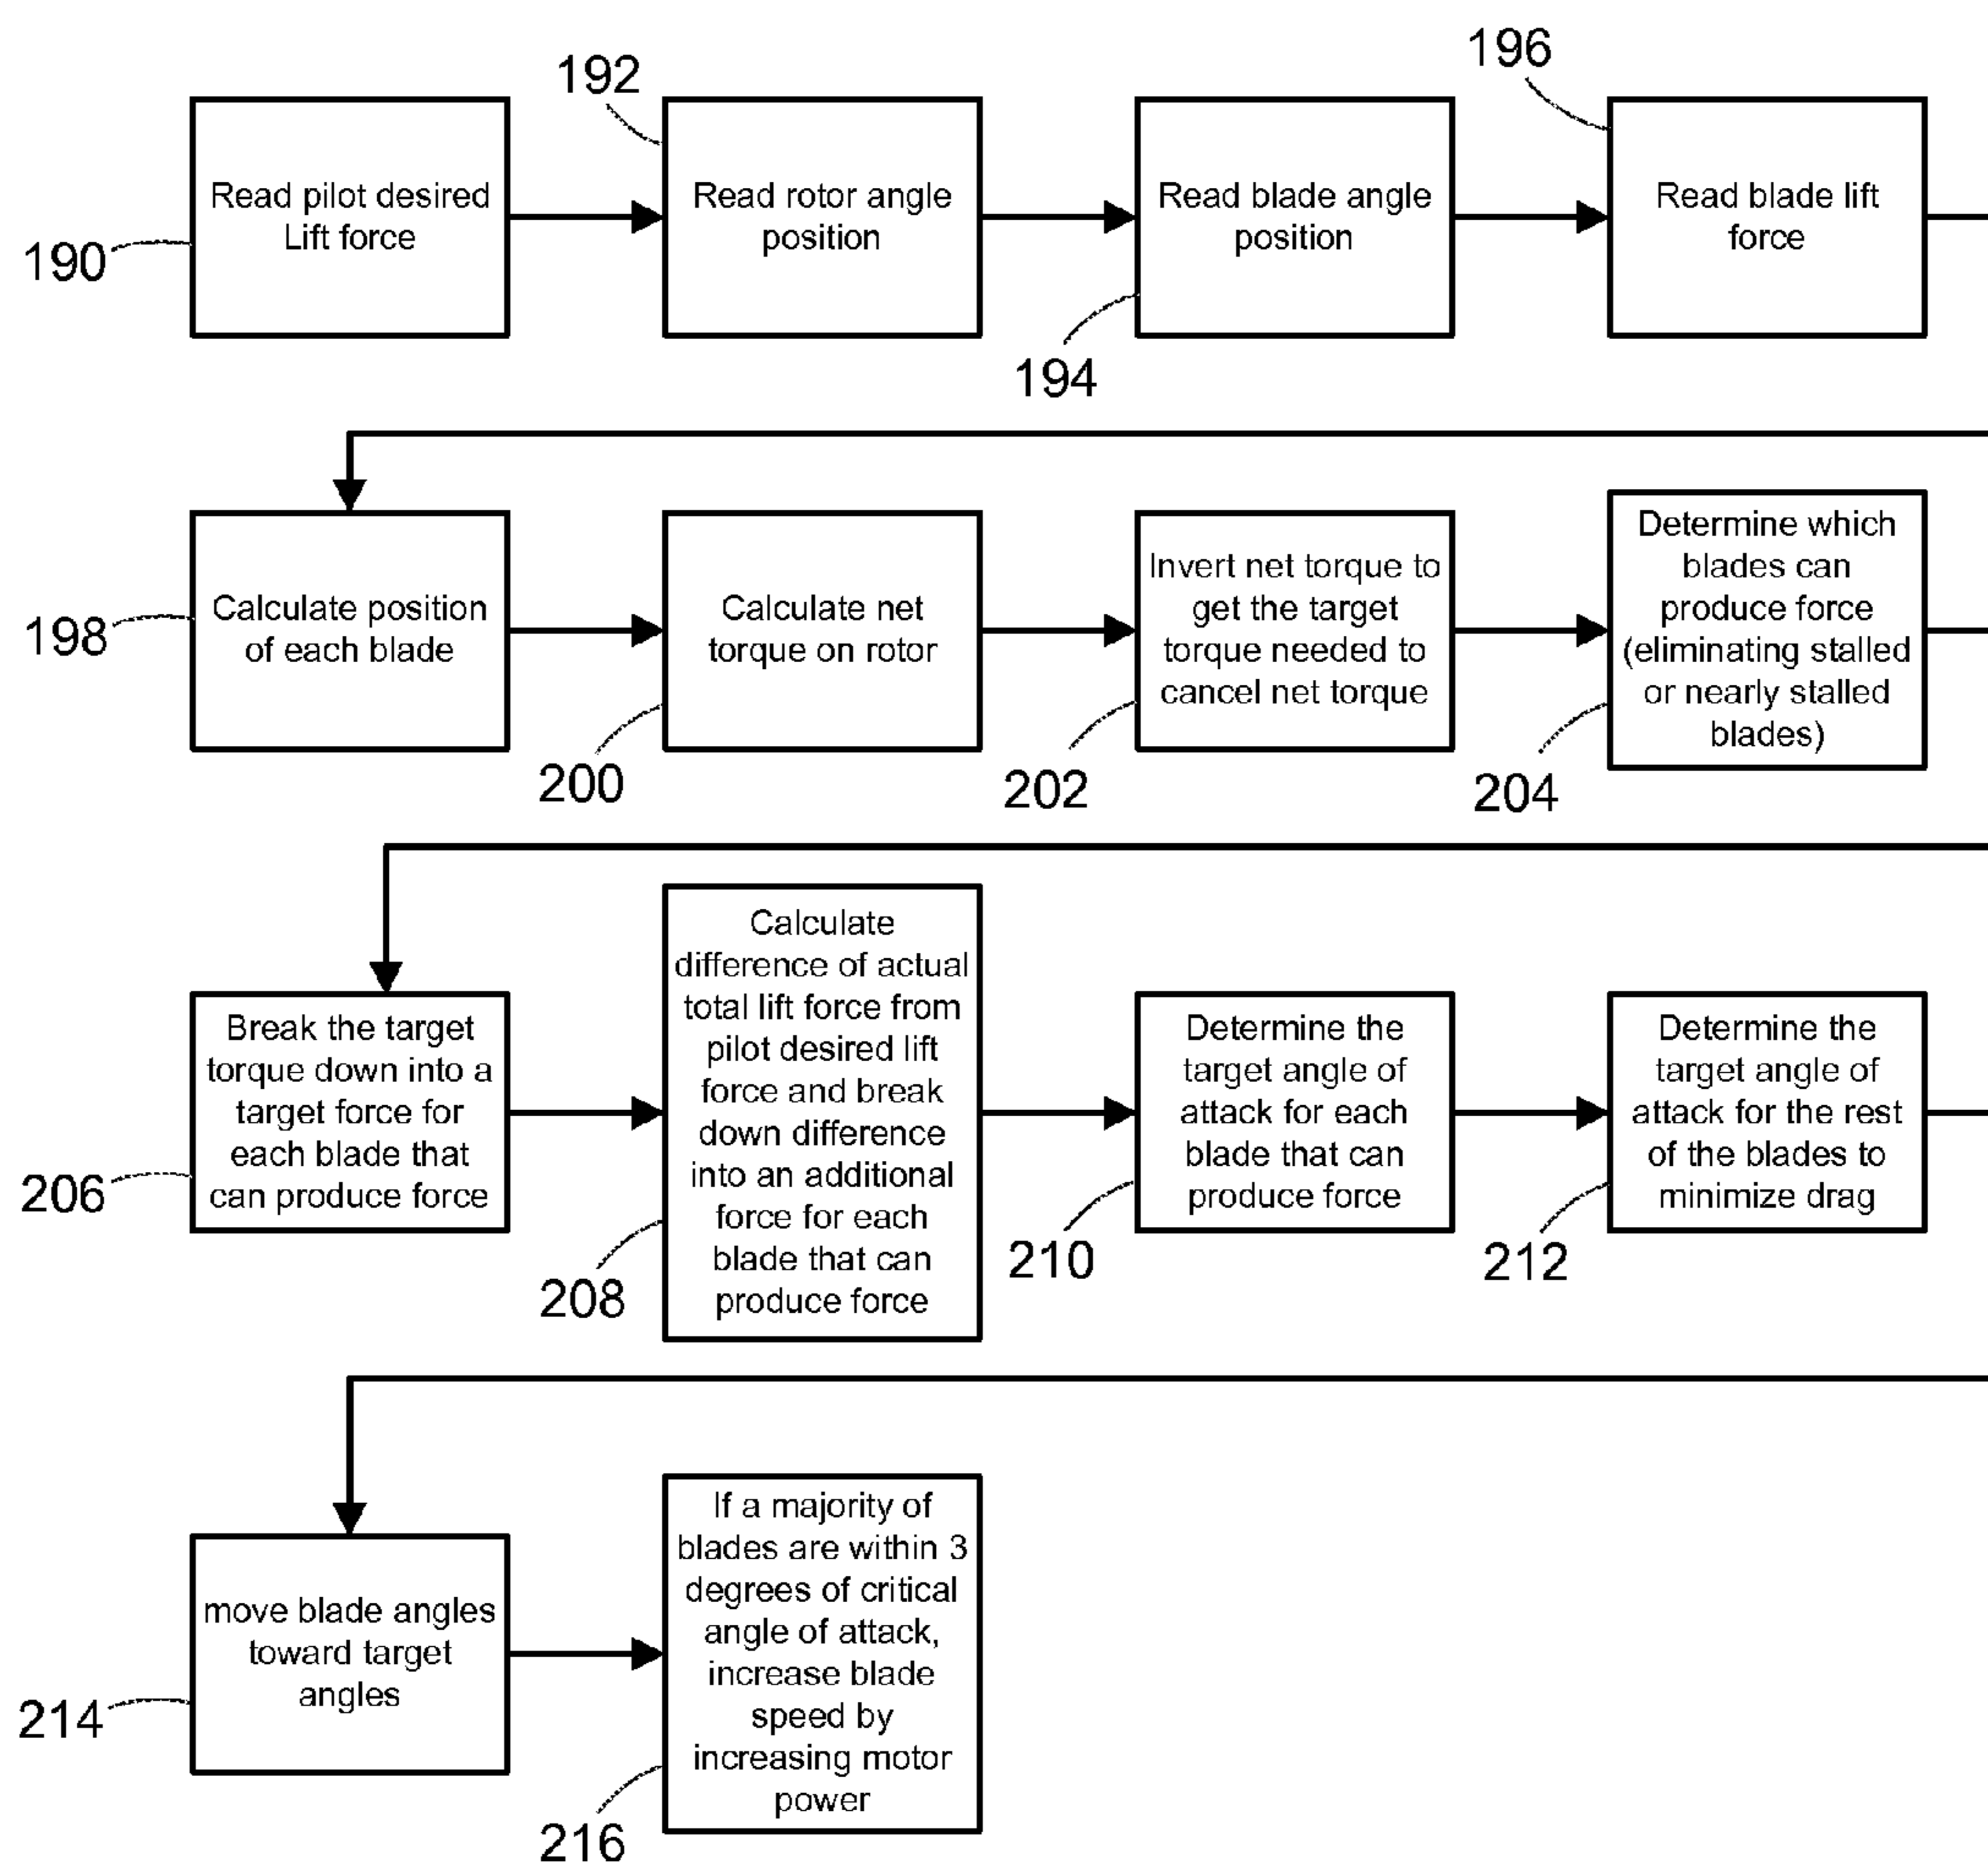 192
196
Read pilot desired
Lift force
Read rotor angle
position
Read blade angle
position
Read blade lift
force
190
194
Calculate position
of each blade
Calculate net
torque on rotor
Invert net torque to
get the target
torque needed to
cancel net torque
Determine which
blades can
produce force
(eliminating stalled
or nearly stalled
blades)
198
200
202
204
Break the target
torque down into a
target force for
each blade that
can produce force
Calculate
difference of actual
total lift force from
pilot desired lift
force and break
down difference
into an additional
force for each
blade that can
produce force
Determine the
target angle of
attack for each
blade that can
produce force
Determine the
target angle of
attack for the rest
of the blades to
minimize drag
206
208
210
212
move blade angles
toward target
angles
If a majority of
blades are within 3
degrees of critical
angle of attack,
increase blade
speed by
increasing motor
power
214
216